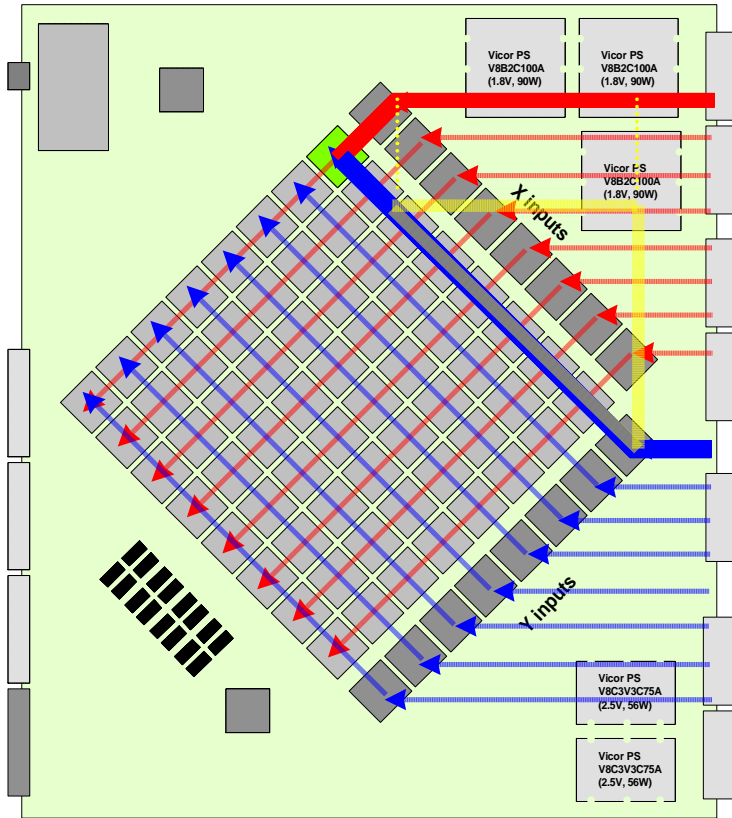 Vicor PS
V8B2C100A
(1.8V, 90W)
Vicor PS
V8B2C100A
(1.8V, 90W)
Vicor PS
V8B2C100A
(1.8V, 90W)
X inputs
Y inputs
Vicor PS
V8C3V3C75A
(2.5V, 56W)
Vicor PS
V8C3V3C75A
(2.5V, 56W)